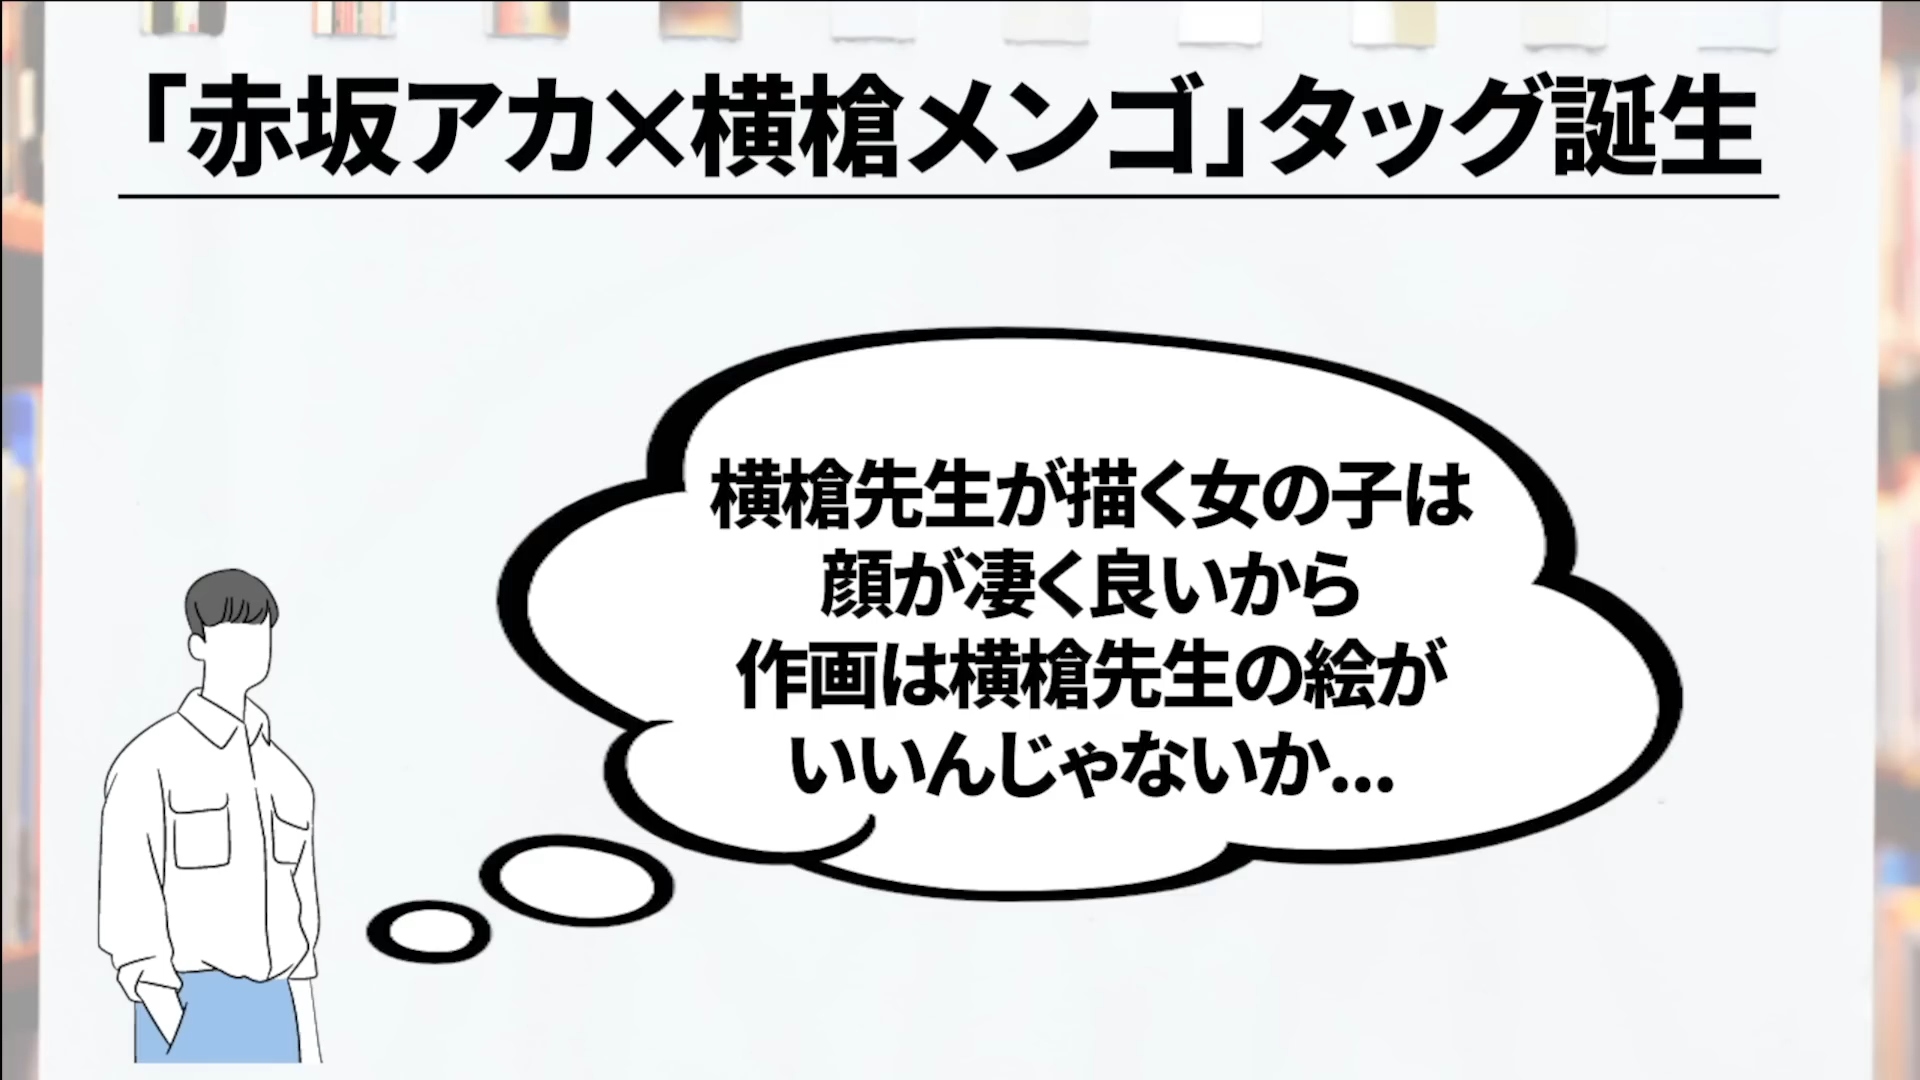 「赤坂アカ×横槍メンゴ」タッグ誕生
横槍先生が描く女の子は
顔が凄く良いから
作画は横槍先生の絵が
いいんじゃないか…